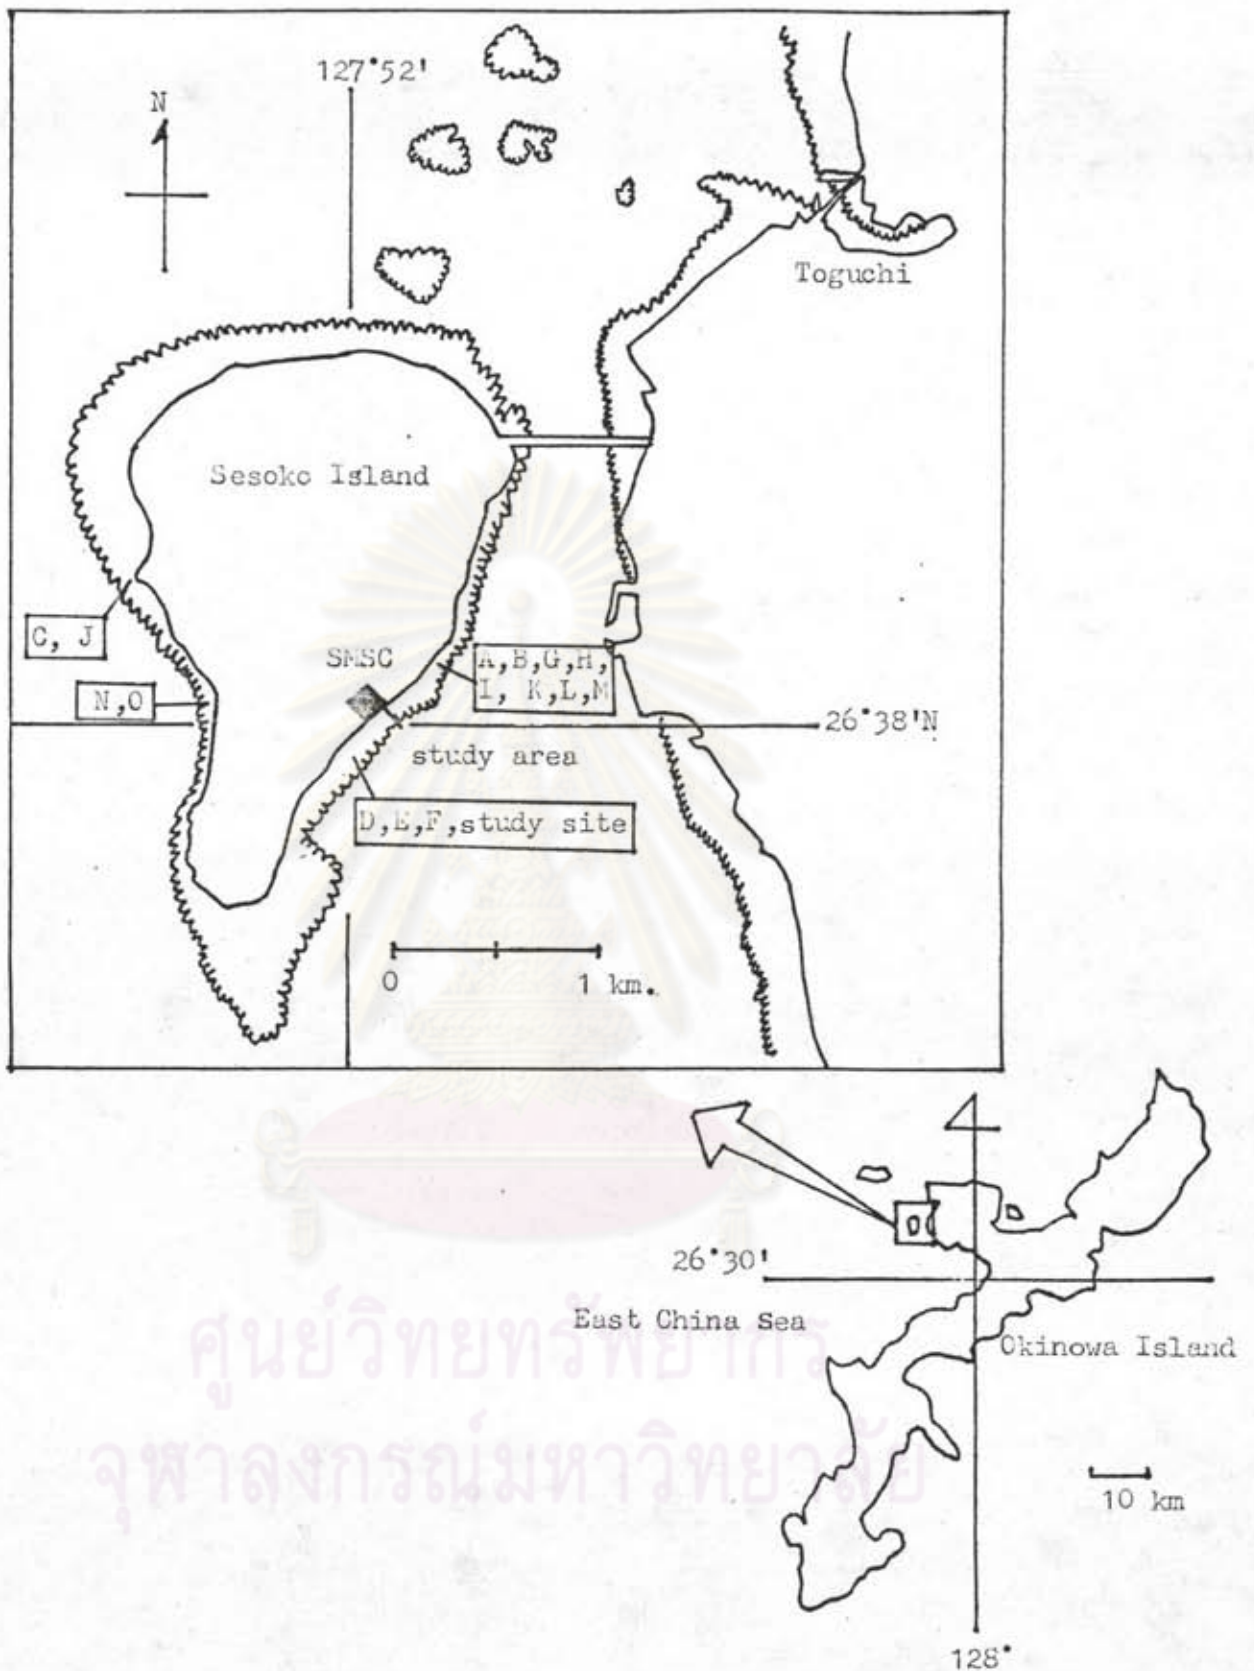 127°52'
N
Toguchi
Sesoko Island
C, J
SMSC
A,B,G,H,
I, K,L,M
N,O
26°38'N
study area
D,E,F,study site
0 1 km.
26°30'
East China Sea
Okinowa Island
ศูนย์วิทยทรัพยากร
จุฬาลงกรณ์มหาวิทยาลัย
10 km
128°